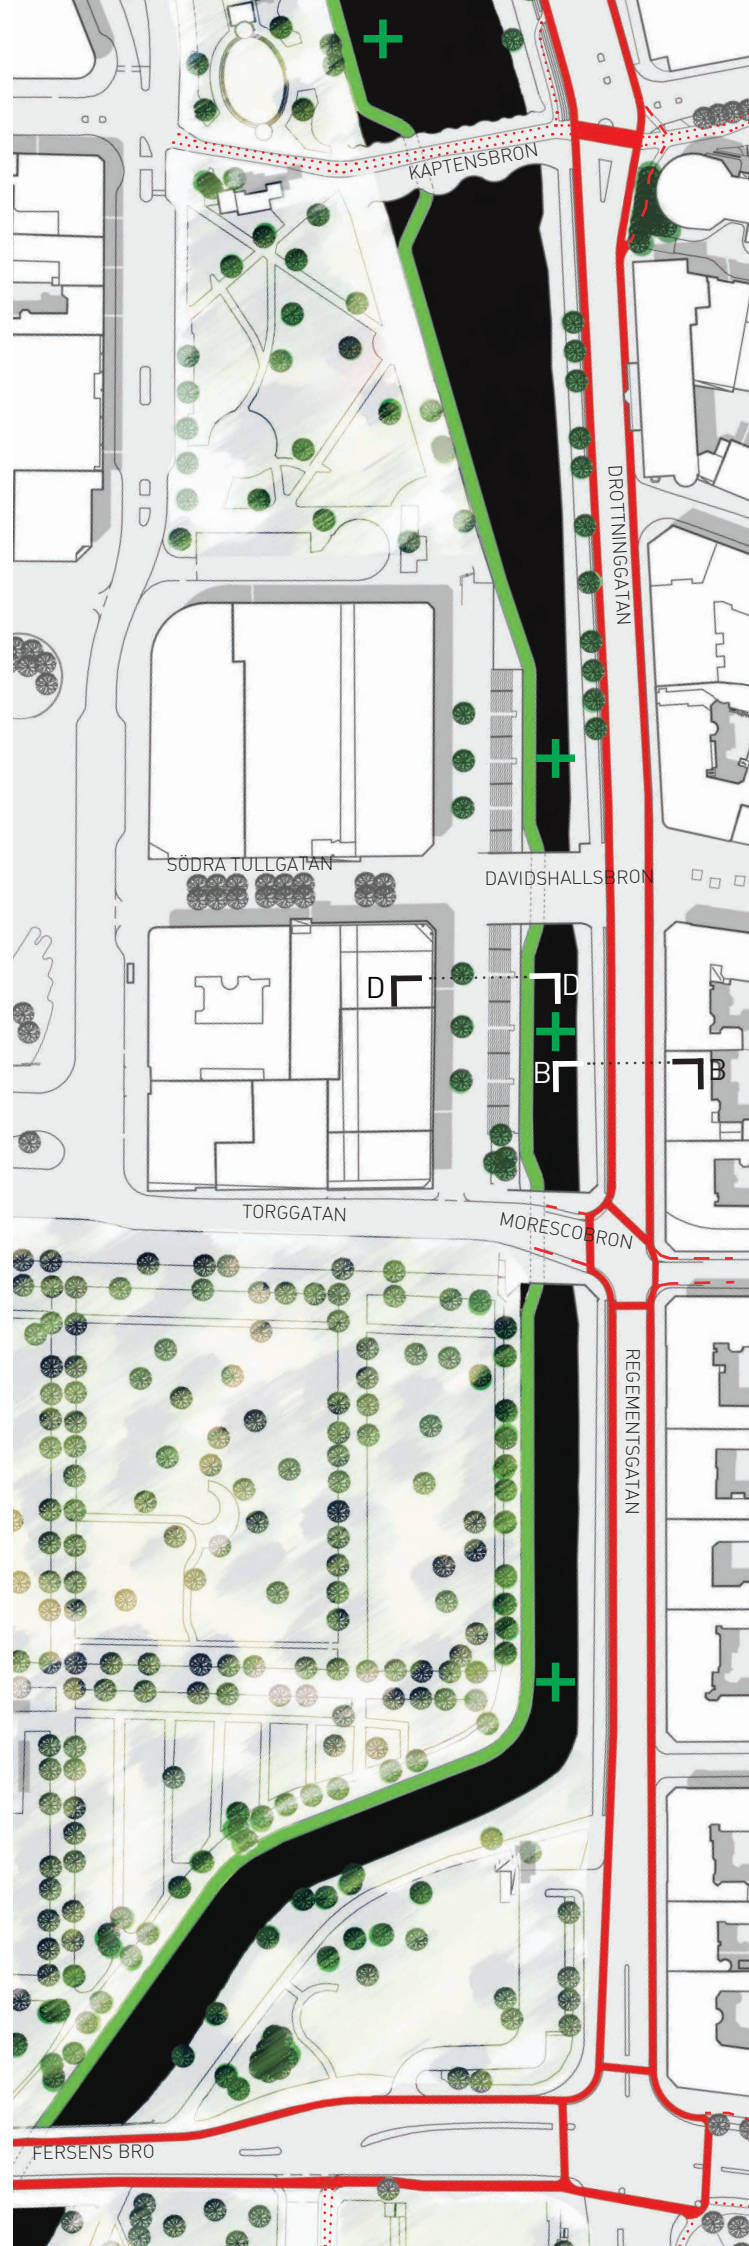 KAPTENSBRON
DROTTNINGGATAN
SÖDRA TULLGATAN
DAVIDSHALLSBRON
D
D
B
B
TORGGATAN
MORESCOBRON
REGEMENTSGATAN
FERSENS BRO